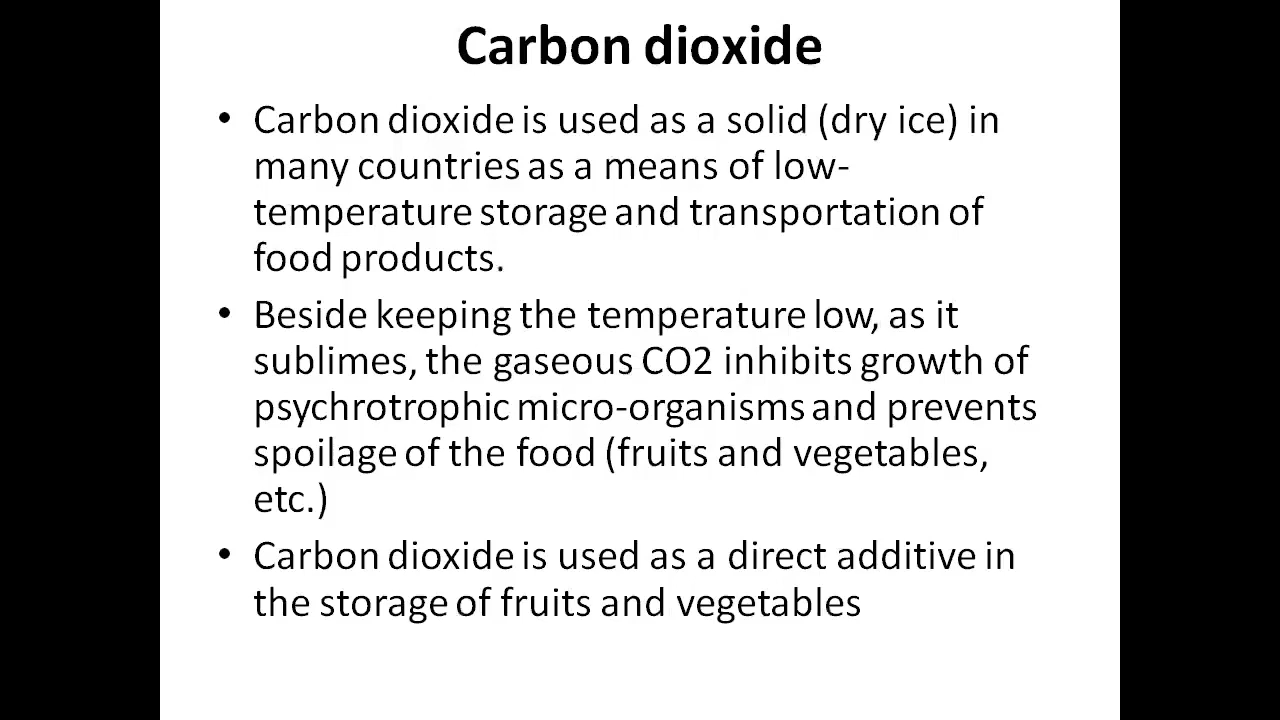 Carbon dioxide
• Carbon dioxide is used as a solid (dry ice) in
many countries as a means of low-
temperature storage and transportation of
food products.
• Beside keeping the temperature low, as it
sublimes, the gaseous CO2 inhibits growth of
psychrotrophic micro-organisms and prevents
spoilage of the food (fruits and vegetables,
etc.)
• Carbon dioxide is used as a direct additive in
the storage of fruits and vegetables